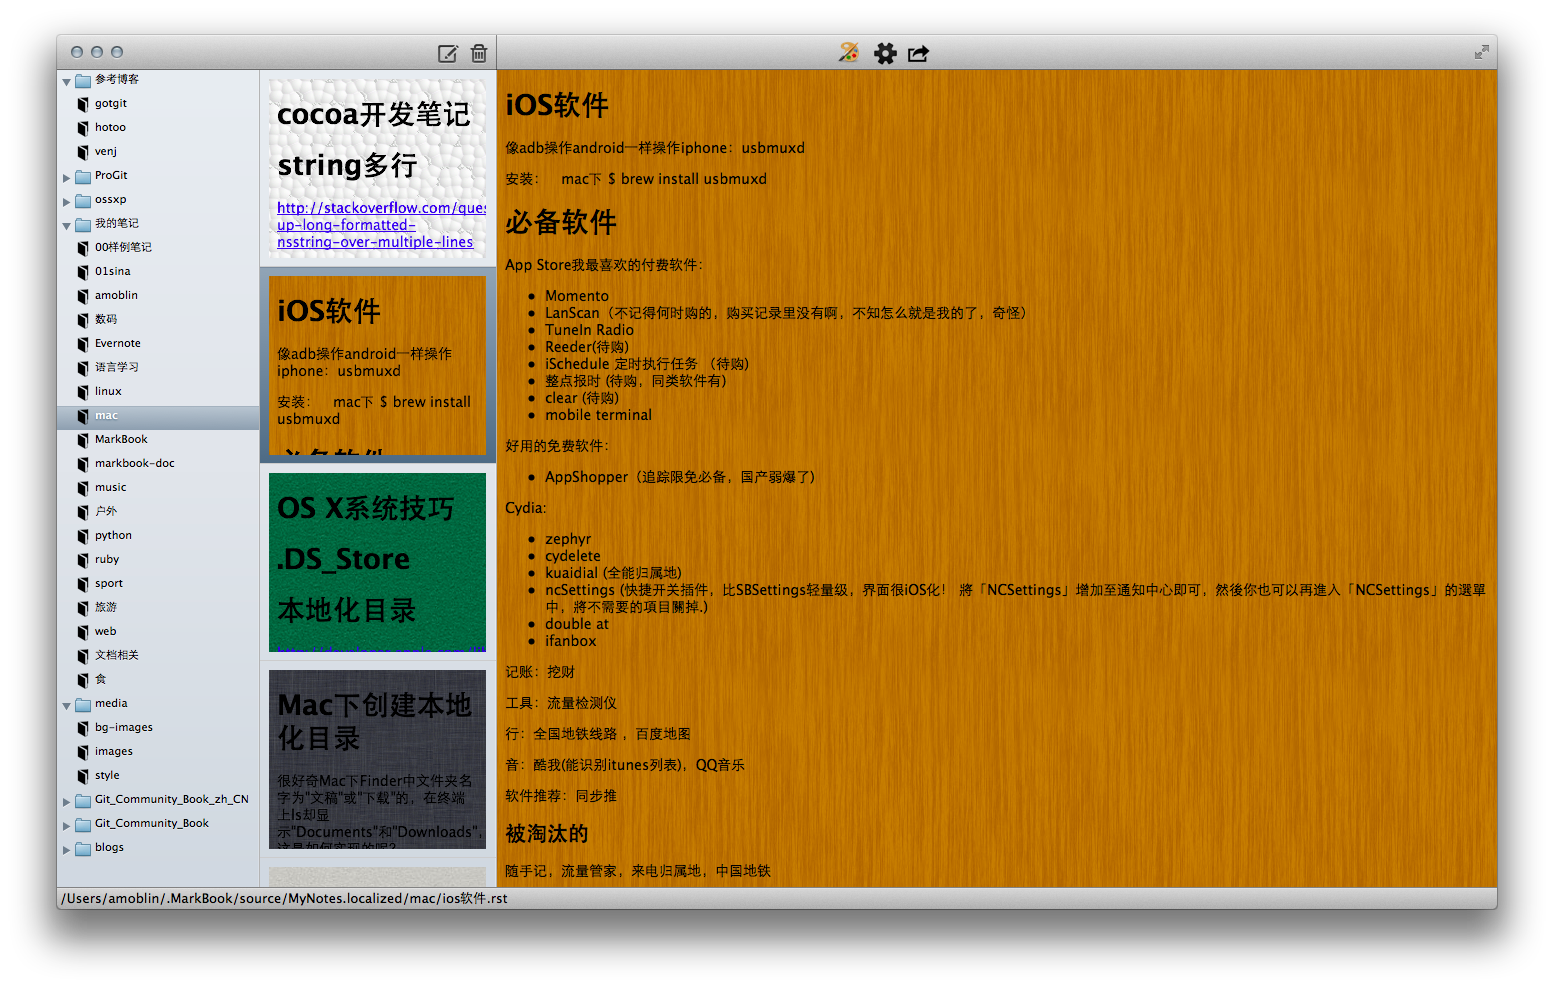 参考博客
gotgit
hotoo
venj
ProGit
ossxp
我的笔记
00样例笔记
01sina
amoblin
数码
Evernote
语言学习
linux
mac
MarkBook
markbook-doc
music
户外
python
ruby
sport
旅游
web
文档相关
食
media
bg-images
images
style
Git_Community_Book_zh_CN
Git_Community_Book
blogs
cocoa开发笔记
string多行
http://stackoverflow.com/ques
up-long-formatted-
nsstring-over-multiple-lines
iOS软件
像adb操作android一样操作
iphone：usbmuxd
安装： mac下 $ brew install
usbmuxd
必备软件
OS X系统技巧
.DS_Store
本地化目录
Mac下创建本地
化目录
很好奇Mac下Finder中文件夹名
字为"文稿"或"下载"的，在终端
上ls却显
示"Documents"和"Downloads"，
这是如何实现的呢？
iOS软件
像adb操作android一样操作iphone：usbmuxd
安装： mac下 $ brew install usbmuxd
必备软件
App Store我最喜欢的付费软件：
Momento
LanScan（不记得何时购的，购买记录里没有啊，不知怎么就是我的了，奇怪）
TuneIn Radio
Reeder(待购)
iSchedule 定时执行任务 （待购)
整点报时 (待购，同类软件有)
clear (待购)
mobile terminal
好用的免费软件：
AppShopper（追踪限免必备，国产弱爆了)
Cydia:
zephyr
cydelete
kuaidial (全能归属地)
ncSettings (快捷开关插件，比SBSettings轻量级，界面很iOS化！ 將「NCSettings」增加至通知中心即可，然後你也可以再進入「NCSettings」的選單
中，將不需要的項目關掉.)
double at
ifanbox
记账：挖财
工具：流量检测仪
行：全国地铁线路 ，百度地图
音：酷我(能识别itunes列表)，QQ音乐
软件推荐：同步推
被淘汰的
随手记，流量管家，来电归属地，中国地铁
/Users/amoblin/.MarkBook/source/MyNotes.localized/mac/ios软件.rst